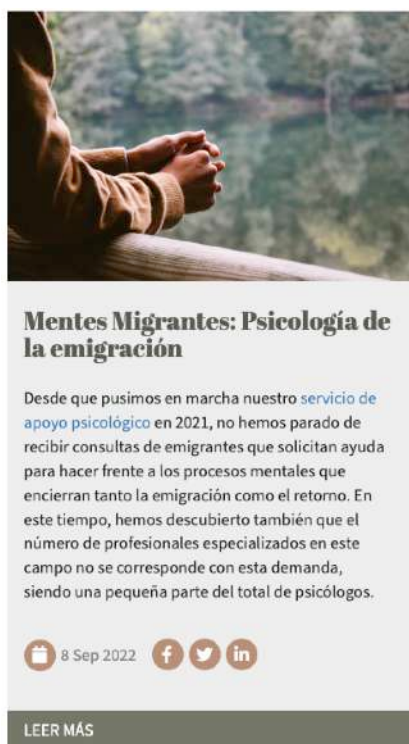 Mentes Migrantes: Psicología de
la emigración
Desde que pusimos en marcha nuestro servicio de
apoyo psicológico en 2021, no hemos parado de
recibir consultas de emigrantes que solicitan ayuda
para hacer frente a los procesos mentales que
encierran tanto la emigración como el retorno. En
este tiempo, hemos descubierto también que el
número de profesionales especializados en este
campo no se corresponde con esta demanda,
siendo una pequeña parte del total de psicólogos.
8 Sep 2022
LEER MÁS